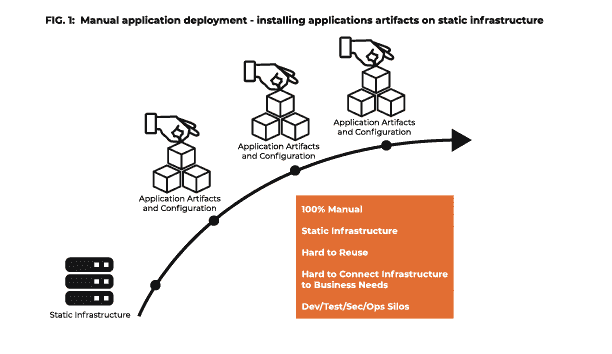 FIG. 1: Manual application deployment - installing applications artifacts on static infrastructure
Application Artifacts
and Configuration
Application Artifacts
and Configuration
Application Artifacts
and Configuration
Static Infrastructure
100% Manual
Static Infrastructure
Hard to Reuse
Hard to Connect Infrastructure
to Business Needs
Dev/Test/Sec/Ops Silos